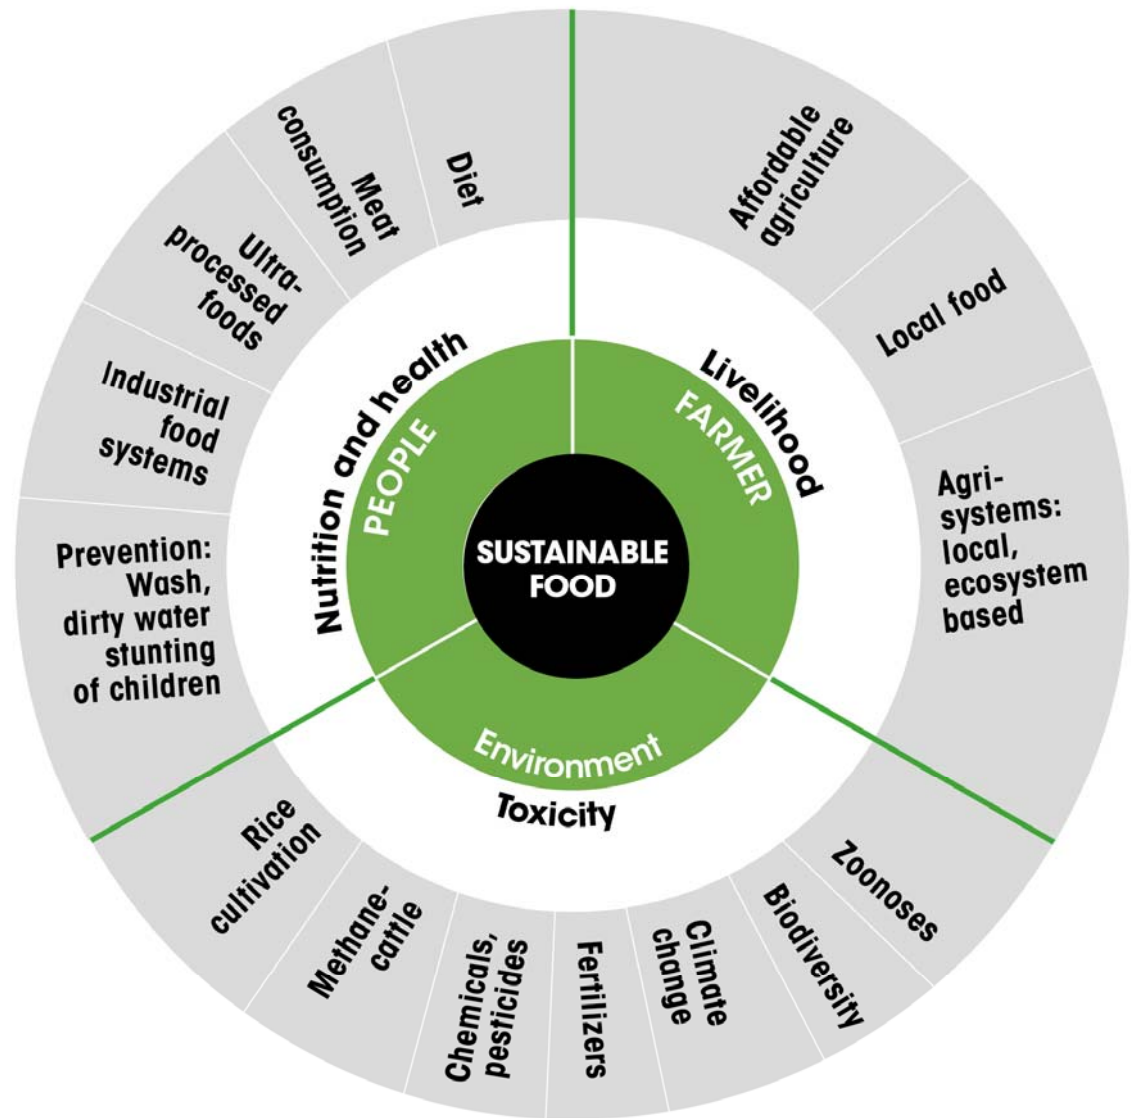 SUSTAINABLE
FOOD
PEOPLE
Nutrition and health
FARMER
Livelihood
Environment
Toxicity
Affordable
agriculture
Local food
Agri-
systems:
local,
ecosystem
based
Zoonoses
Biodiversity
Climate
change
Fertilizers
Chemicals,
pesticides
Methane-
cattle
Rice
cultivation
Prevention:
Wash,
dirty water
stunting
of children
Industrial
food
systems
Ultra-
processed
foods
Meat
consumption
Diet